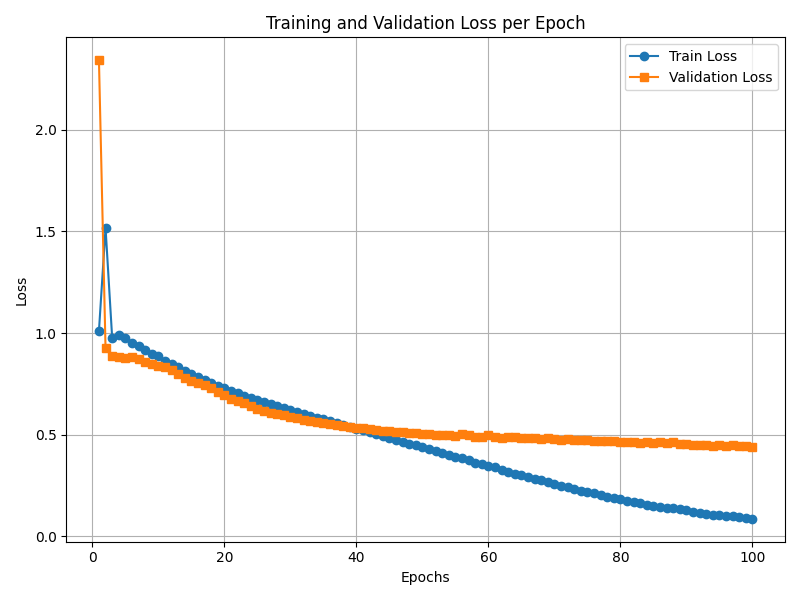 Training and Validation Loss per Epoch
Train Loss
Validation Loss
Loss
2.0
1.5
1.0
0.5
0.0
0 20 40 60 80 100
Epochs